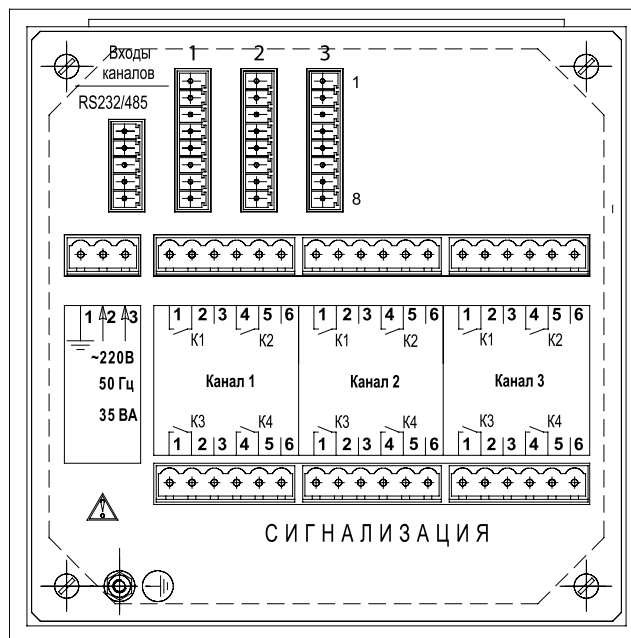 Входы каналов
1 2 3
RS232/485
1
8
1 2 3
~220В
50 Гц
35 ВА
1 2 3 4 5 6
К1 К2
Канал 1
К3 К4
1 2 3 4 5 6
1 2 3 4 5 6
К1 К2
Канал 2
К3 К4
1 2 3 4 5 6
1 2 3 4 5 6
К1 К2
Канал 3
К3 К4
1 2 3 4 5 6
СИГНАЛИЗАЦИЯ